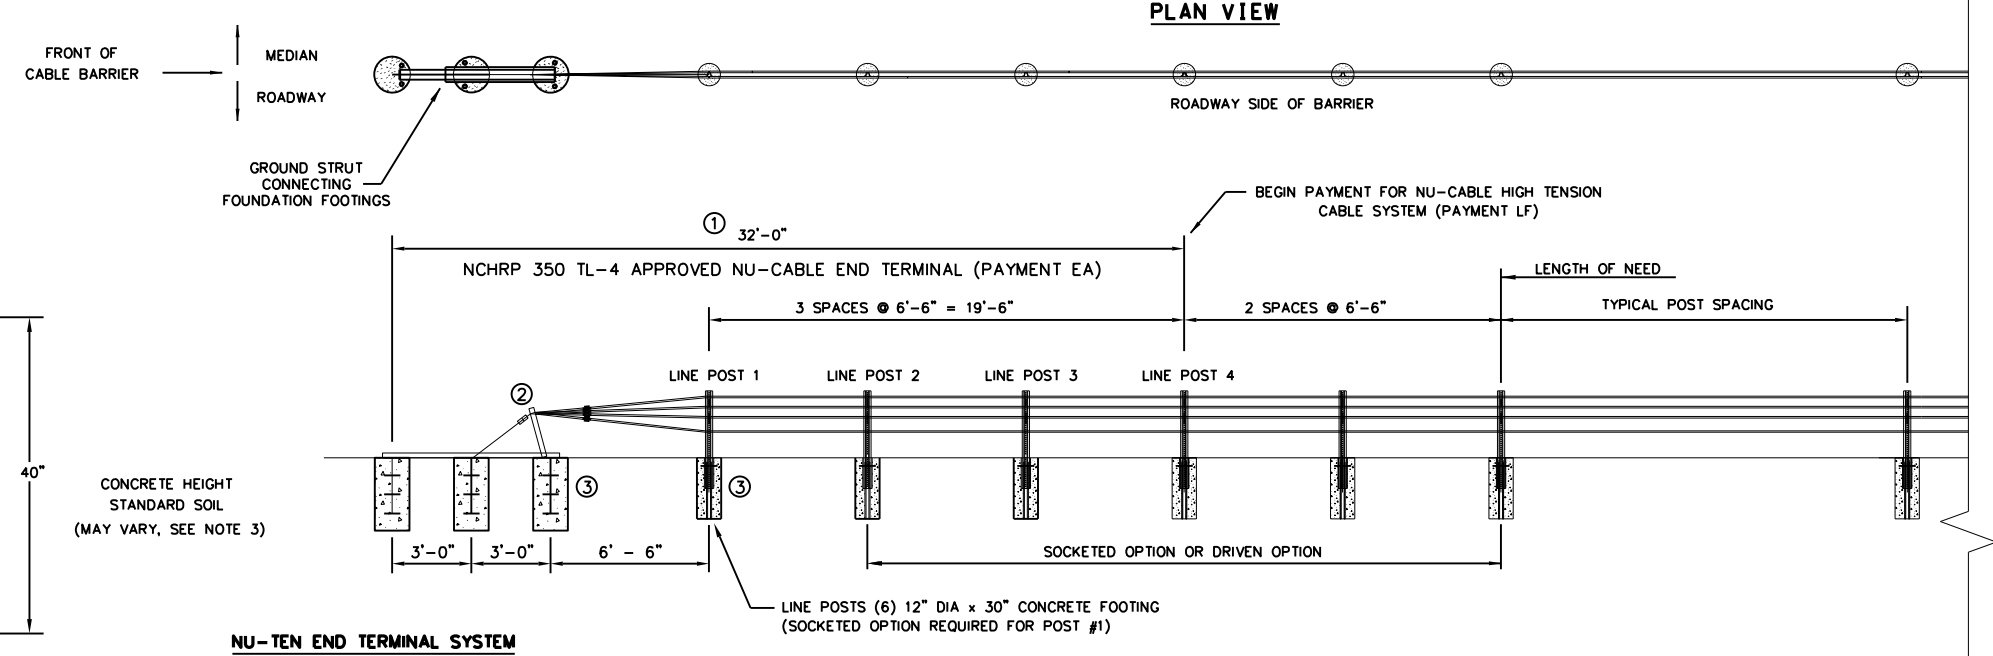 PLAN VIEW
FRONT OF
CABLE BARRIER
MEDIAN
ROADWAY
ROADWAY SIDE OF BARRIER
GROUND STRUT
CONNECTING
FOUNDATION FOOTINGS
BEGIN PAYMENT FOR NU-CABLE HIGH TENSION
CABLE SYSTEM (PAYMENT LF)
①
32'-0"
NCHRP 350 TL-4 APPROVED NU-CABLE END TERMINAL (PAYMENT EA)
LENGTH OF NEED
3 SPACES @ 6'-6" = 19'-6"
2 SPACES @ 6'-6"
TYPICAL POST SPACING
LINE POST 1
LINE POST 2
LINE POST 3
LINE POST 4
②
40"
CONCRETE HEIGHT
STANDARD SOIL
(MAY VARY, SEE NOTE 3)
③
③
3'-0"
3'-0"
6' - 6"
SOCKETED OPTION OR DRIVEN OPTION
LINE POSTS (6) 12" DIA x 30" CONCRETE FOOTING
(SOCKETED OPTION REQUIRED FOR POST #1)
NU-TEN END TERMINAL SYSTEM